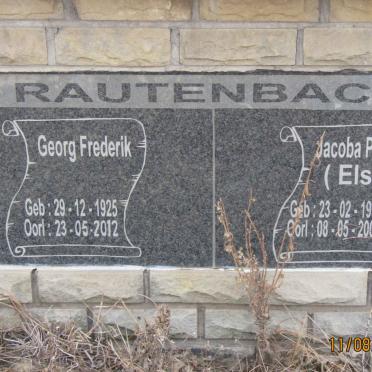 RAUTENBAC
Georg Frederik
Geb : 29 - 12 - 1925
Oorl : 23 - 05 - 2012
Jacoba P
( Els
Geb : 23 - 02 - 19
Oorl : 08 - 05 - 200
11/08